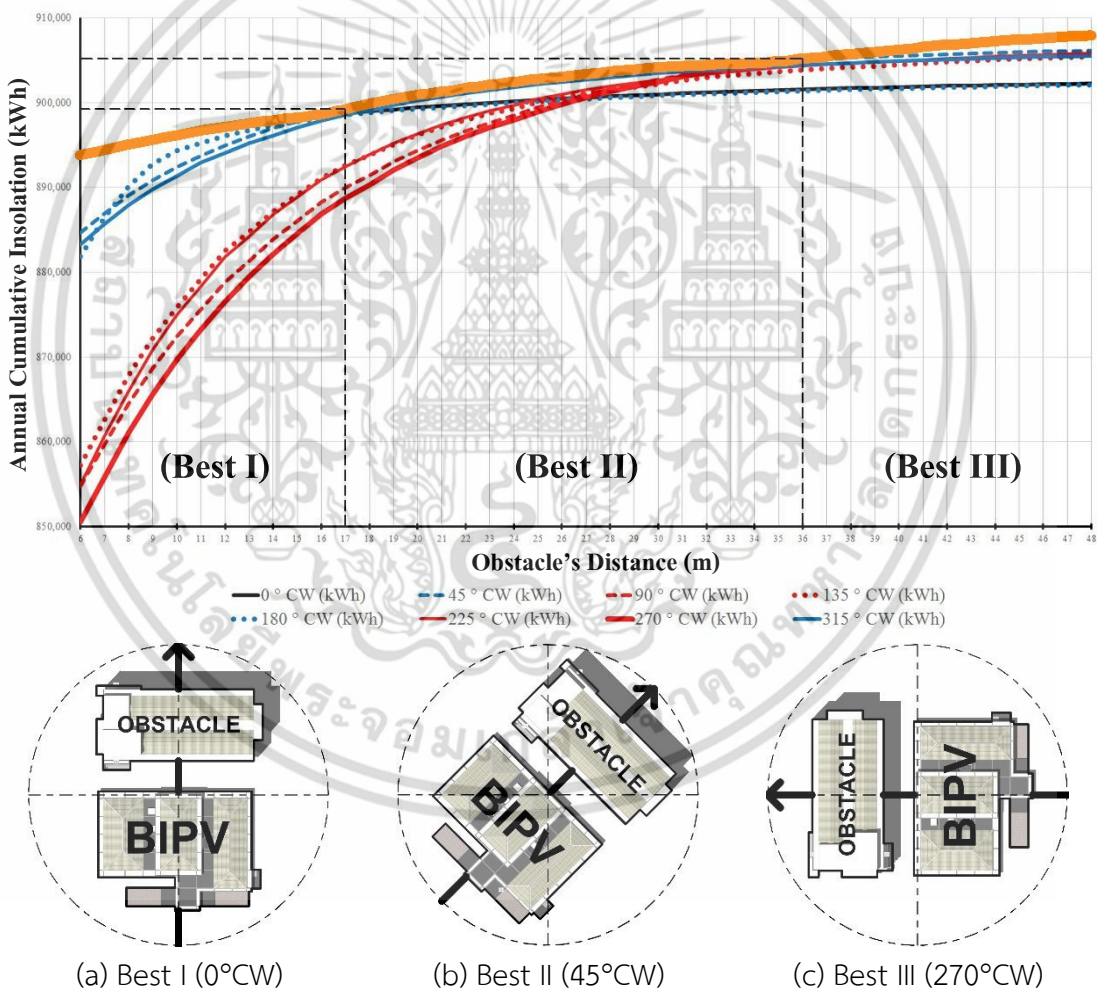 910,000
900,000
890,000
880,000
870,000
860,000
850,000
Annual Cumulative Insolation (kWh)
(Best I)
(Best II)
(Best III)
6 7 8 9 10 11 12 13 14 15 16 17 18 19 20 21 22 23 24 25 26 27 28 29 30 31 32 33 34 35 36 37 38 39 40 41 42 43 44 45 46 47 48
Obstacle's Distance (m)
0 ° CW (kWh) 45 ° CW (kWh) 90 ° CW (kWh) 135 ° CW (kWh)
180 ° CW (kWh) 225 ° CW (kWh) 270 ° CW (kWh) 315 ° CW (kWh)
OBSTACLE
BIPV
OBSTACLE
BIPV
OBSTACLE
BIPV
(a) Best I (0°CW)
(b) Best II (45°CW)
(c) Best III (270°CW)